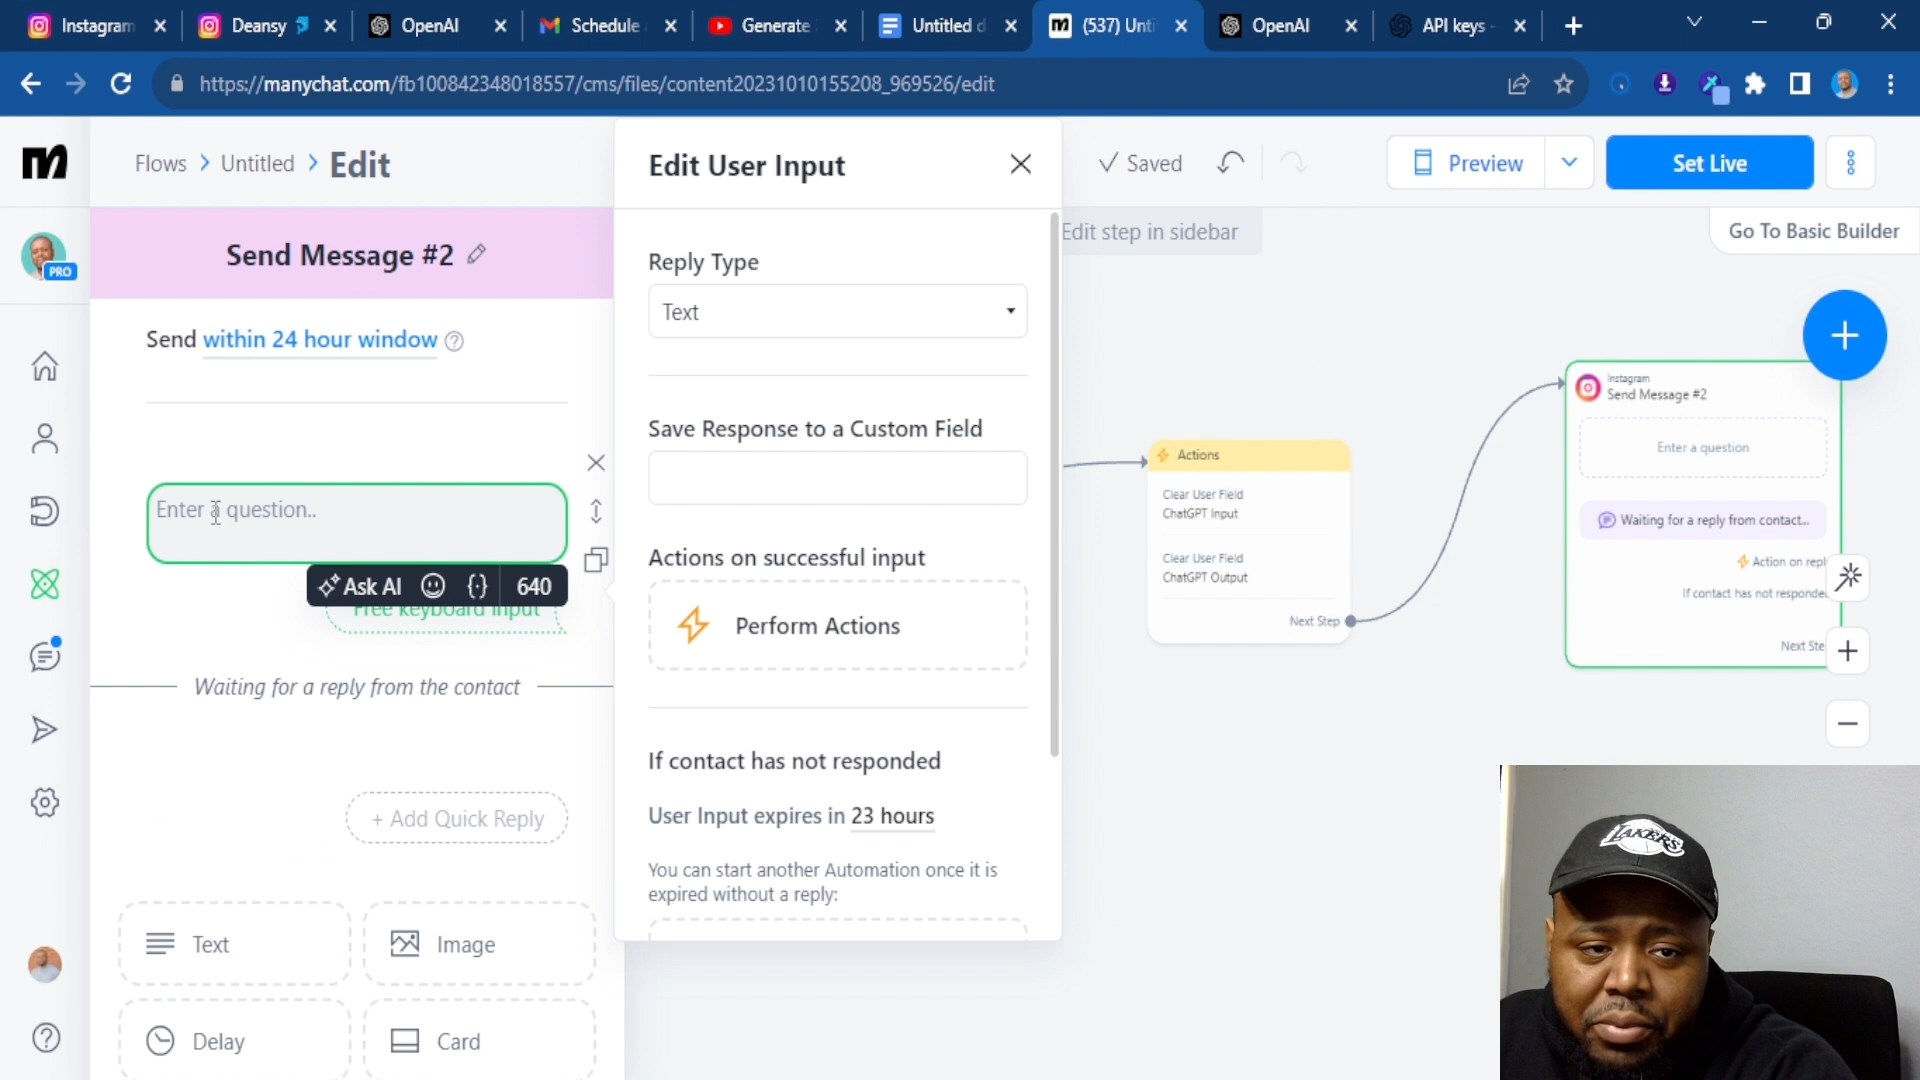 Instagram
Deansy
OpenAI
Schedule
Generate
Untitled d
(537) Unti
OpenAI
API keys -
https://manychat.com/fb100842348018557/cms/files/content20231010155208_969526/edit
Flows > Untitled > Edit
Edit User Input
Saved
Preview
Set Live
Send Message #2
Edit step in sidebar
Go To Basic Builder
PRO
Send within 24 hour window
Reply Type
Text
Save Response to a Custom Field
Enter a question..
Ask AI
640
Free keyboard input
Waiting for a reply from the contact
+ Add Quick Reply
Text
Image
Delay
Card
Actions on successful input
Perform Actions
If contact has not responded
User Input expires in 23 hours
You can start another Automation once it is
expired without a reply:
Actions
Clear User Field
ChatGPT Input
Clear User Field
ChatGPT Output
Next Step
Instagram
Send Message #2
Enter a question
Waiting for a reply from contact...
Action on repl
If contact has not responde
Next Ste
LAKERS